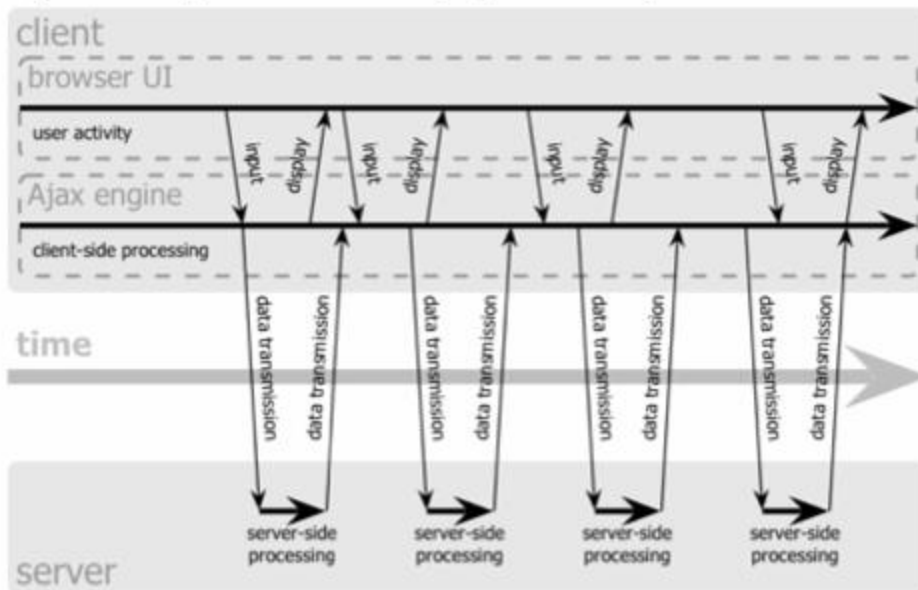 client
browser UI
user activity
input
display
input
display
input
display
input
display
Ajax engine
client-side processing
data transmission
data transmission
data transmission
data transmission
data transmission
data transmission
data transmission
data transmission
time
server-side
processing
server-side
processing
server-side
processing
server-side
processing
server